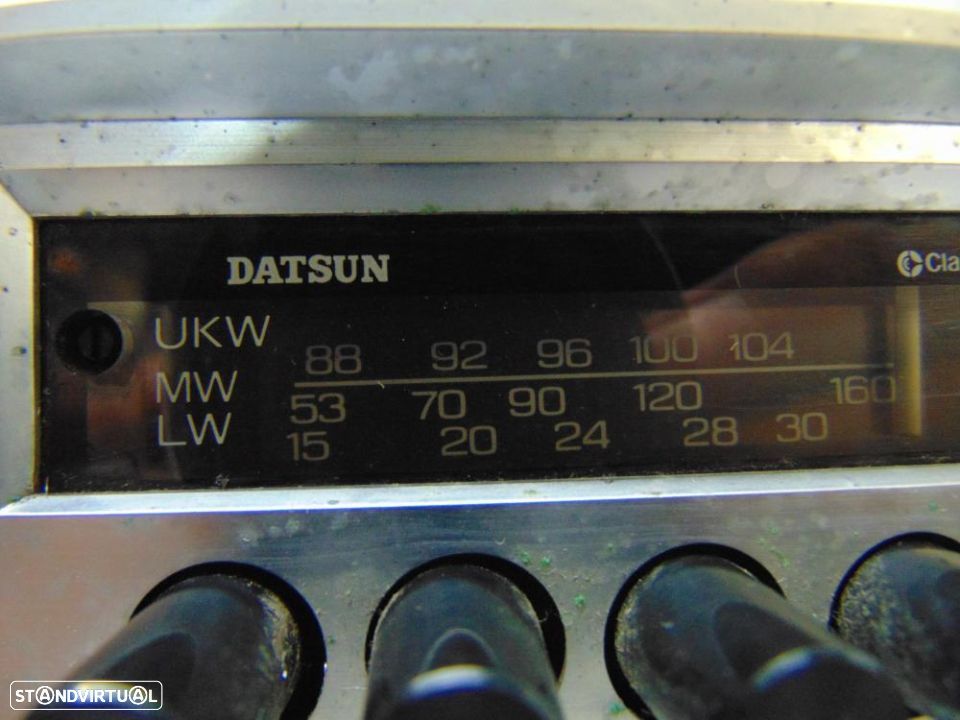 DATSUN
Cla
UKW 88 92 96 100 104
MW 53 70 90 120 160
LW 15 20 24 28 30
STANDVIRTUAL